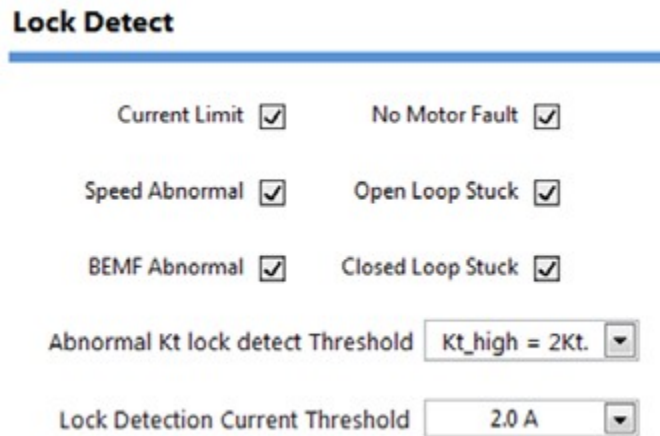 Lock Detect
Current Limit No Motor Fault
Speed Abnormal Open Loop Stuck
BEMF Abnormal Closed Loop Stuck
Abnormal Kt lock detect Threshold Kt_high = 2Kt.
Lock Detection Current Threshold 2.0 A